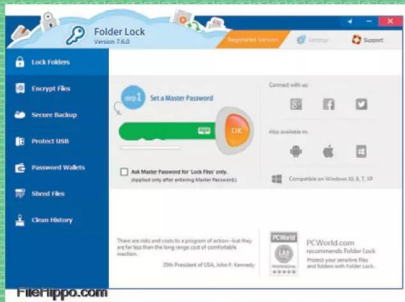 Folder Lock
Version 7.6.0
Registered Version
Settings
Support
Lock Folders
Encrypt Files
Secure Backup
Protect USB
Password Wallets
Shred Files
Clean History
step 1
Set a Master Password
OK
Ask Master Password for 'Lock Files' only.
(Applied only after entering Master Password).
Connect with us:
Also available in:
Compatible on Windows 10, 8, 7, XP
There are risks and costs to a program of action--but they
are far less than the long range cost of comfortable
inaction.
35th President of USA, John F. Kennedy
PCWorld
PCWorld.com
recommends Folder Lock
Protect your sensitive files
and folders with Folder Lock.
FileHippo.com